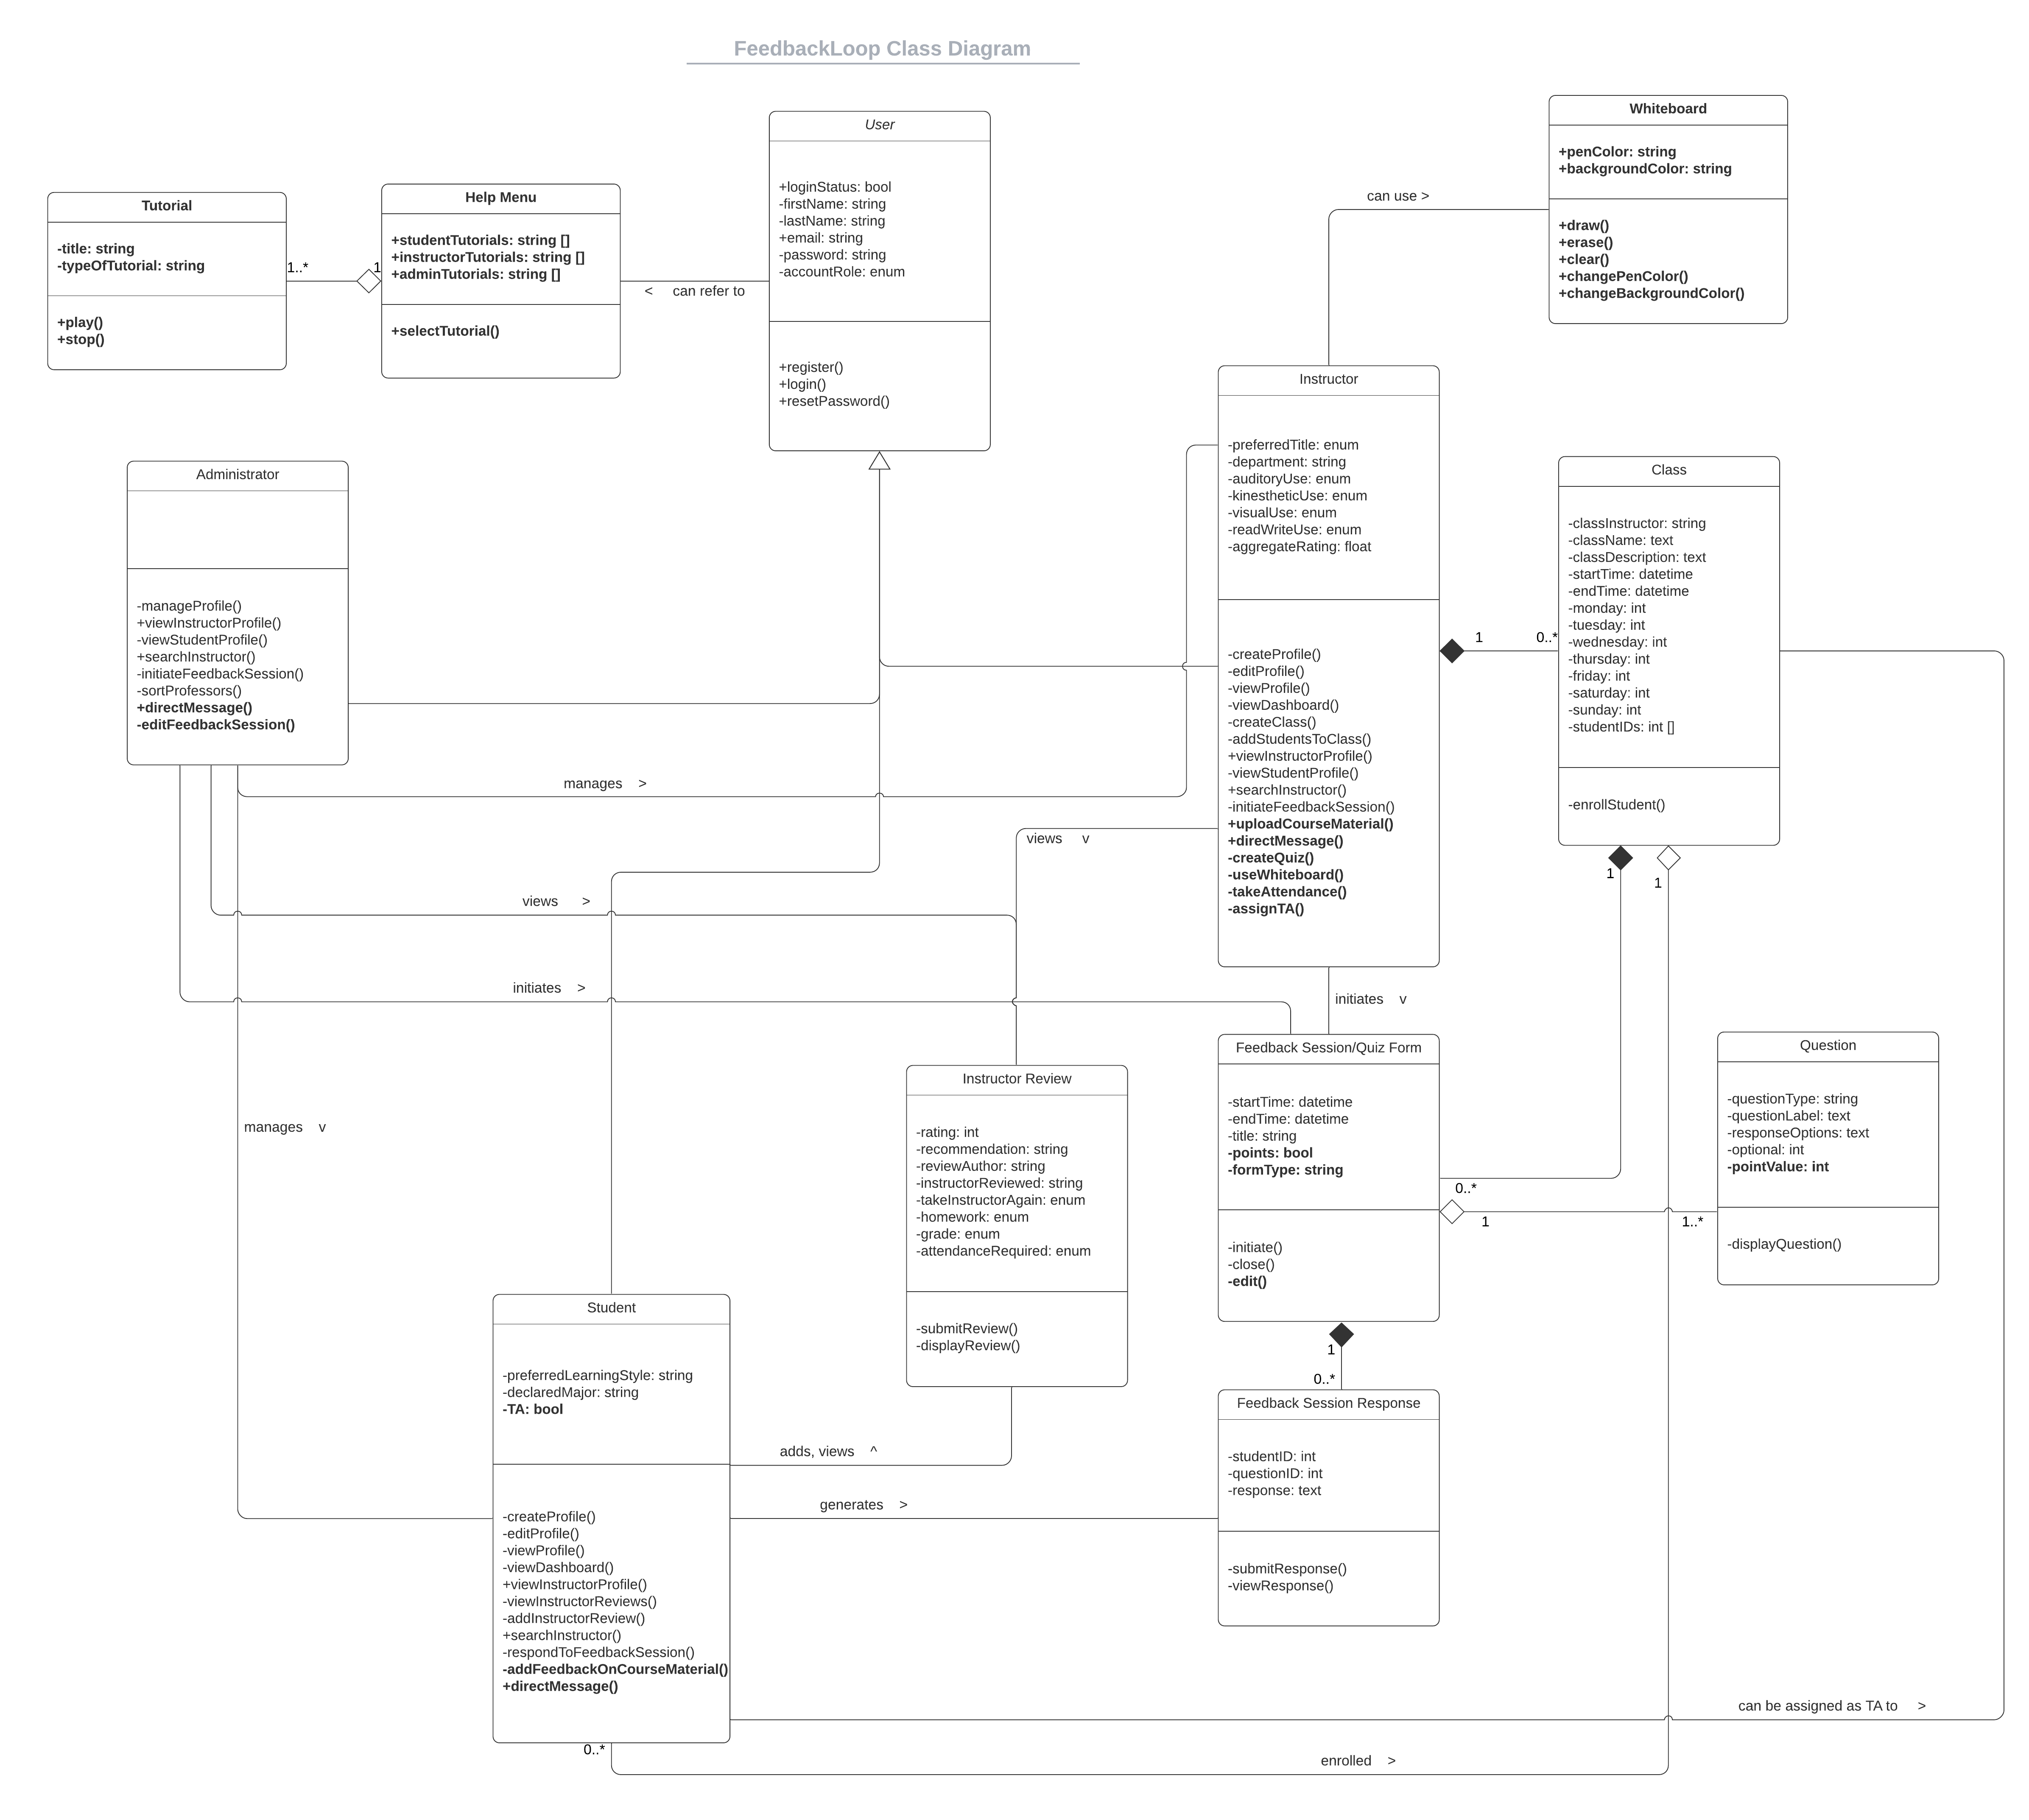 FeedbackLoop Class Diagram
Tutorial
-title: string
-typeOfTutorial: string
+play()
+stop()
1..*
1
Help Menu
+studentTutorials: string []
+instructorTutorials: string []
+adminTutorials: string []
+selectTutorial()
< can refer to
User
+loginStatus: bool
-firstName: string
-lastName: string
+email: string
-password: string
-accountRole: enum
+register()
+login()
+resetPassword()
can use >
Whiteboard
+penColor: string
+backgroundColor: string
+draw()
+erase()
+clear()
+changePenColor()
+changeBackgroundColor()
Administrator
-manageProfile()
+viewInstructorProfile()
-viewStudentProfile()
+searchInstructor()
-initiateFeedbackSession()
-sortProfessors()
+directMessage()
-editFeedbackSession()
Instructor
-preferredTitle: enum
-department: string
-auditoryUse: enum
-kinestheticUse: enum
-visualUse: enum
-readWriteUse: enum
-aggregateRating: float
-createProfile()
-editProfile()
-viewProfile()
-viewDashboard()
-createClass()
-addStudentsToClass()
+viewInstructorProfile()
-viewStudentProfile()
+searchInstructor()
-initiateFeedbackSession()
+uploadCourseMaterial()
+directMessage()
-createQuiz()
-useWhiteboard()
-takeAttendance()
-assignTA()
1
0..*
Class
-classInstructor: string
-className: text
-classDescription: text
-startTime: datetime
-endTime: datetime
-monday: int
-tuesday: int
-wednesday: int
-thursday: int
-friday: int
-saturday: int
-sunday: int
-studentIDs: int []
-enrollStudent()
1
1
manages >
views v
views >
initiates >
initiates v
manages v
Instructor Review
-rating: int
-recommendation: string
-reviewAuthor: string
-instructorReviewed: string
-takeInstructorAgain: enum
-homework: enum
-grade: enum
-attendanceRequired: enum
-submitReview()
-displayReview()
Feedback Session/Quiz Form
-startTime: datetime
-endTime: datetime
-title: string
-points: bool
-formType: string
-initiate()
-close()
-edit()
0..*
1
1..*
Question
-questionType: string
-questionLabel: text
-responseOptions: text
-optional: int
-pointValue: int
-displayQuestion()
1
0..*
Student
-preferredLearningStyle: string
-declaredMajor: string
-TA: bool
-createProfile()
-editProfile()
-viewProfile()
-viewDashboard()
+viewInstructorProfile()
-viewInstructorReviews()
-addInstructorReview()
+searchInstructor()
-respondToFeedbackSession()
-addFeedbackOnCourseMaterial()
+directMessage()
adds, views ^
generates >
Feedback Session Response
-studentID: int
-questionID: int
-response: text
-submitResponse()
-viewResponse()
can be assigned as TA to >
0..*
enrolled >